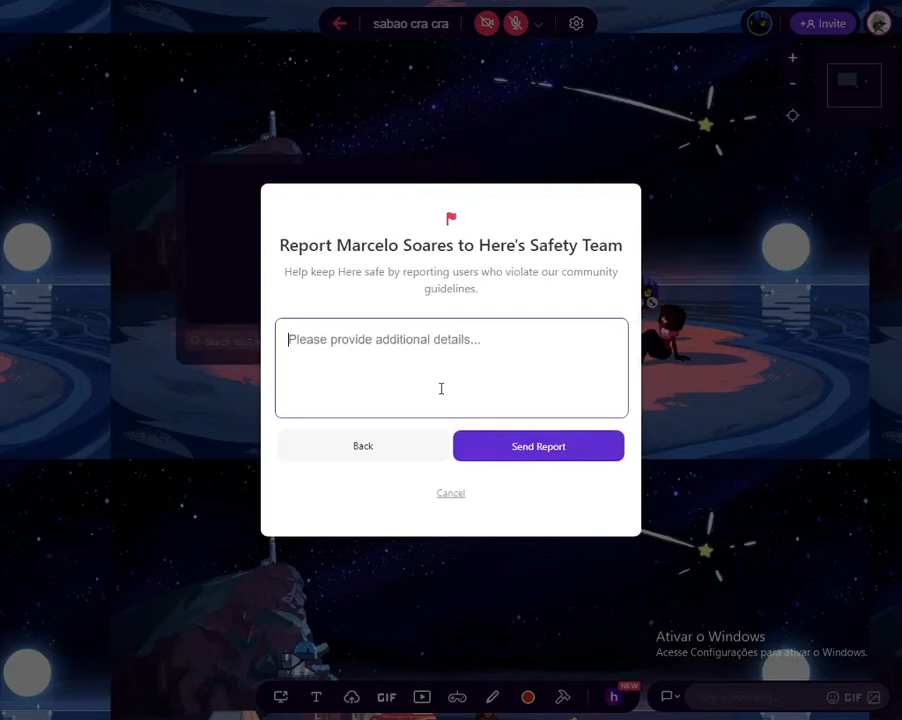 sabao cra cra
Invite
Report Marcelo Soares to Here's Safety Team
Help keep Here safe by reporting users who violate our community
guidelines.
Please provide additional details...
Back
Send Report
Cancel
Ativar o Windows
Acesse Configurações para ativar o Windows.
NEW
T
GIF
h
GIF